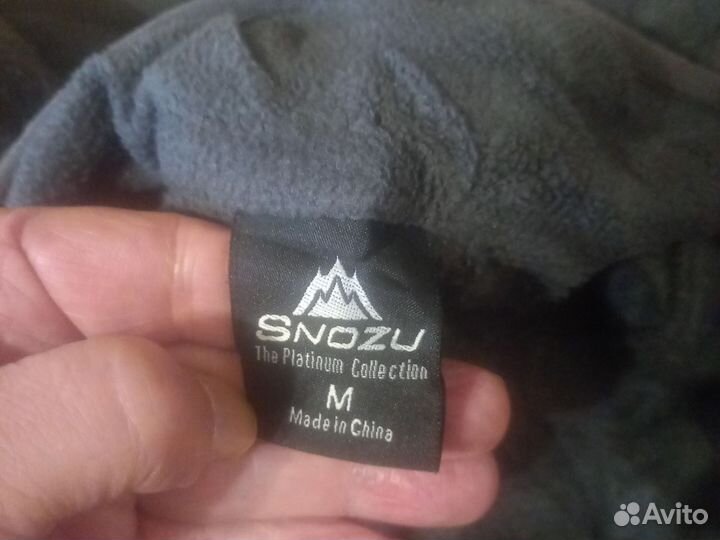 SNOZU
The Platinum Collection
M
Made in China
Avito